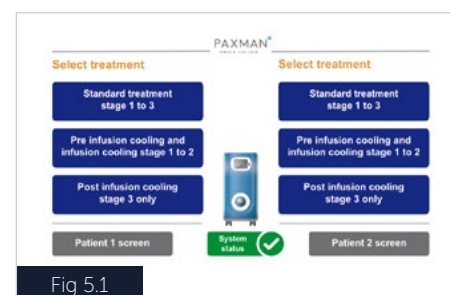 PAXMAN
Select treatment
Standard treatment
stage 1 to 3
Pre infusion cooling and
infusion cooling stage 1 to 2
Post infusion cooling
stage 3 only
Patient 1 screen
System
status
Select treatment
Standard treatment
stage 1 to 3
Pre infusion cooling and
infusion cooling stage 1 to 2
Post infusion cooling
stage 3 only
Patient 2 screen
Fig 5.1